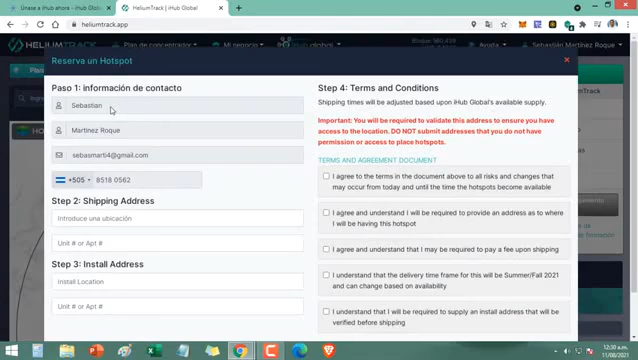 Únase a iHub ahora - iHub Globa
HeliumTrack | iHub Global
heliumtrack.app
HELIUMTRACK
Plan de concentrador
Mi negocio
iHub global
Ayuda
Sebastián Martínez Roque
Reserva un Hotspot
Paso 1: información de contacto
Sebastian
Martínez Roque
sebasmarti4@gmail.com
+505
8518 0562
Step 2: Shipping Address
Introduce una ubicación
Unit # or Apt #
Step 3: Install Address
Install Location
Unit # or Apt #
Step 4: Terms and Conditions
Shipping times will be adjusted based upon iHub Global's available supply.
Important: You will be required to validate this address to ensure you have
access to the location. DO NOT submit addresses that you do not have
permission or access to place hotspots.
TERMS AND AGREEMENT DOCUMENT
I agree to the terms in the document above to all risks and changes that
may occur from today and until the time the hotspots become available
I agree and understand I will be required to provide an address as to where
I will be having this hotspot
I agree and understand that I may be required to pay a fee upon shipping
I understand that the delivery time frame for this will be Summer/Fall 2021
and can change based on availability
I understand that I will be required to supply an install address that will be
verified before shipping
12:30 a.m.
11/08/2021